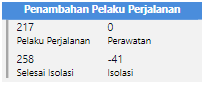 Penambahan Pelaku Perjalanan
217 0
Pelaku Perjalanan Perawatan
258 -41
Selesai Isolasi Isolasi